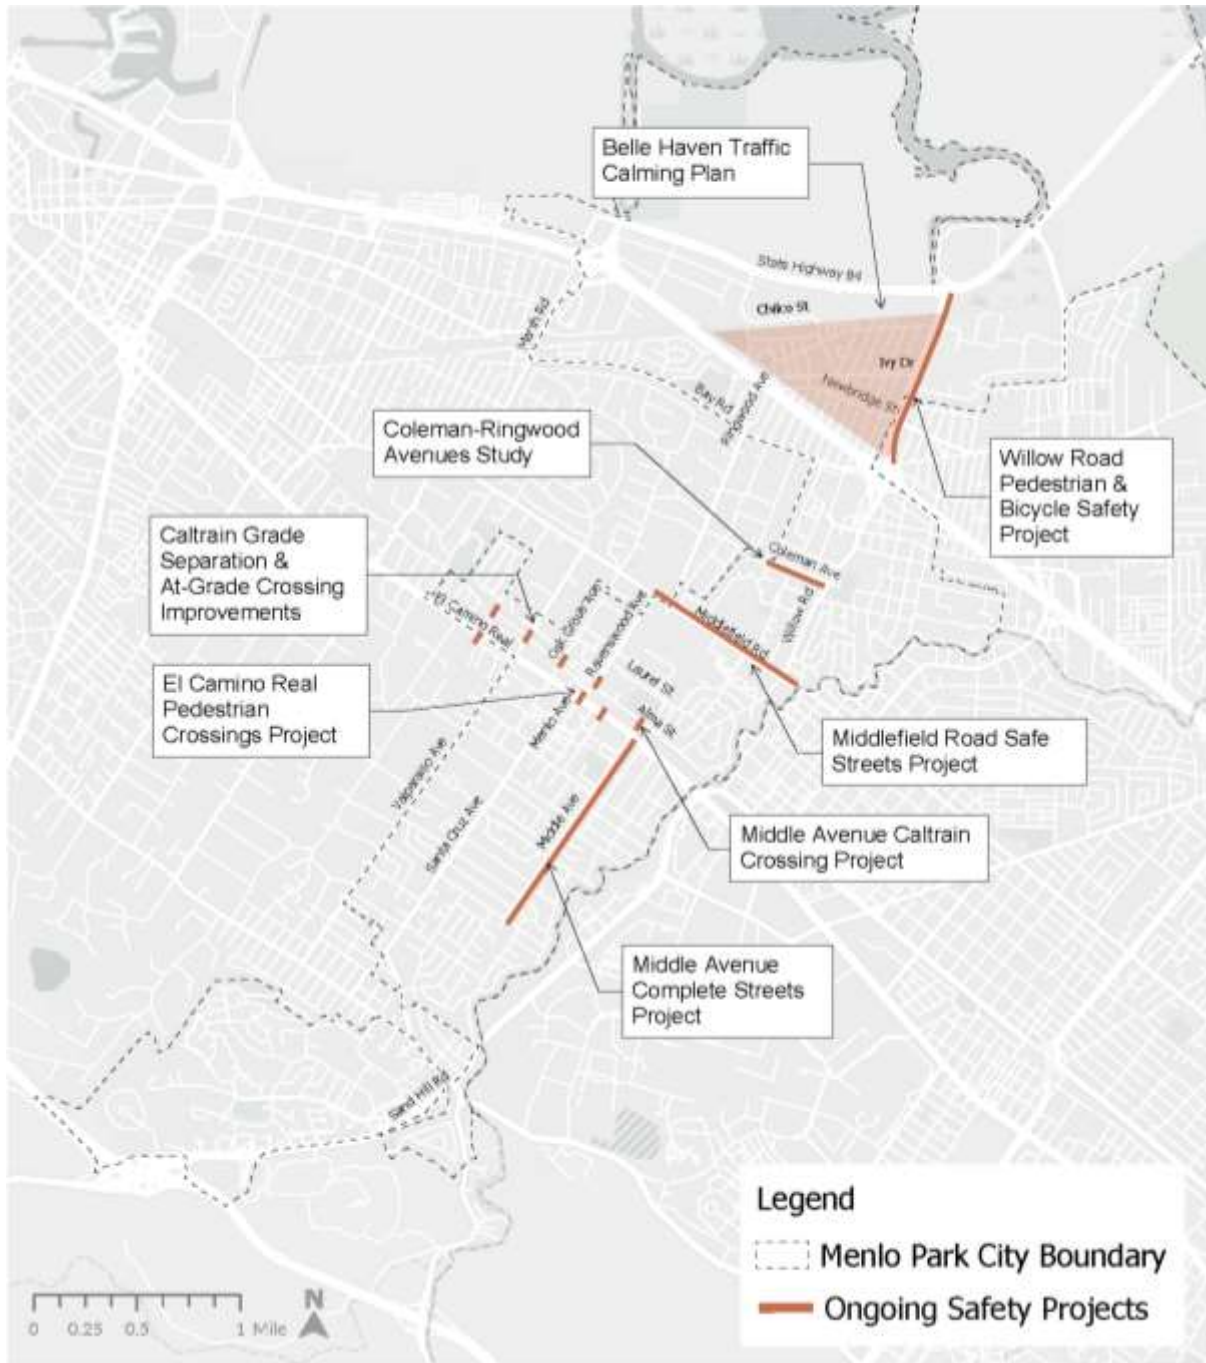 Belle Haven Traffic
Calming Plan
State Highway 84
Chilco St
Marsh Rd
Ivy Dr
Newbridge St
Bay Rd
Ringwood Ave
Coleman-Ringwood
Avenues Study
Willow Road
Pedestrian &
Bicycle Safety
Project
Caltrain Grade
Separation &
At-Grade Crossing
Improvements
Coleman Ave
El Camino Real
Oak Grove Ave
Ravenswood Ave
Middlefield Rd
Willow Rd
Laurel St
El Camino Real
Pedestrian
Crossings Project
Menlo Ave
Alma St
Middlefield Road Safe
Streets Project
Valparaiso Ave
Santa Cruz Ave
Middle Ave
Middle Avenue Caltrain
Crossing Project
Middle Avenue
Complete Streets
Project
Sand Hill Rd
Legend
Menlo Park City Boundary
Ongoing Safety Projects
N
0 0.25 0.5 1 Mile